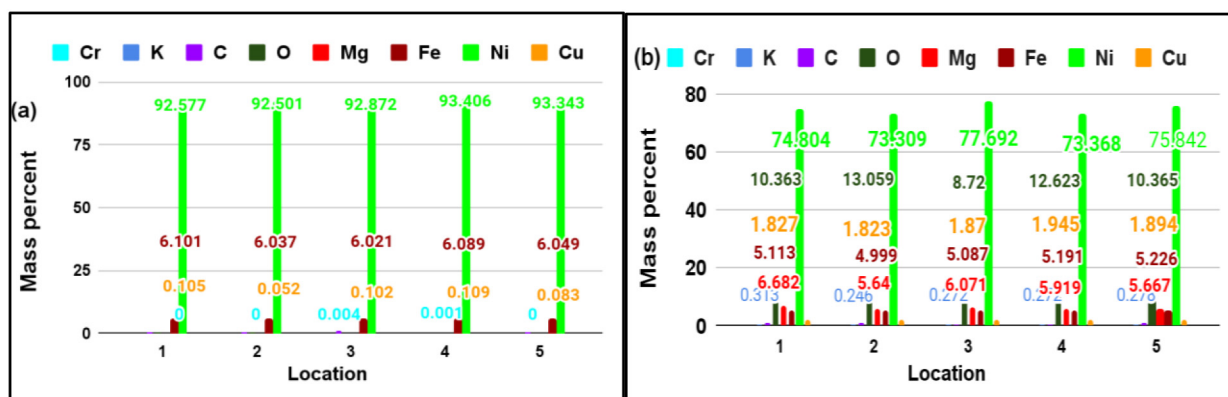 Cr K C O Mg Fe Ni Cu
(a)
Mass percent
100
75
50
25
0
92.577 92.501 92.872 93.406 93.343
6.101 6.037 6.021 6.089 6.049
0.105 0.052 0.102 0.109 0.083
0 0 0.004 0.001 0
1 2 3 4 5
Location
(b) Cr K C O Mg Fe Ni Cu
Mass percent
80
60
40
20
0
74.804 73.309 77.692 73.368 75.842
10.363 13.059 8.72 12.623 10.365
1.827 1.823 1.87 1.945 1.894
5.113 4.999 5.087 5.191 5.226
6.682 5.64 6.071 5.919 5.667
0.313 0.246 0.272 0.272 0.278
1 2 3 4 5
Location